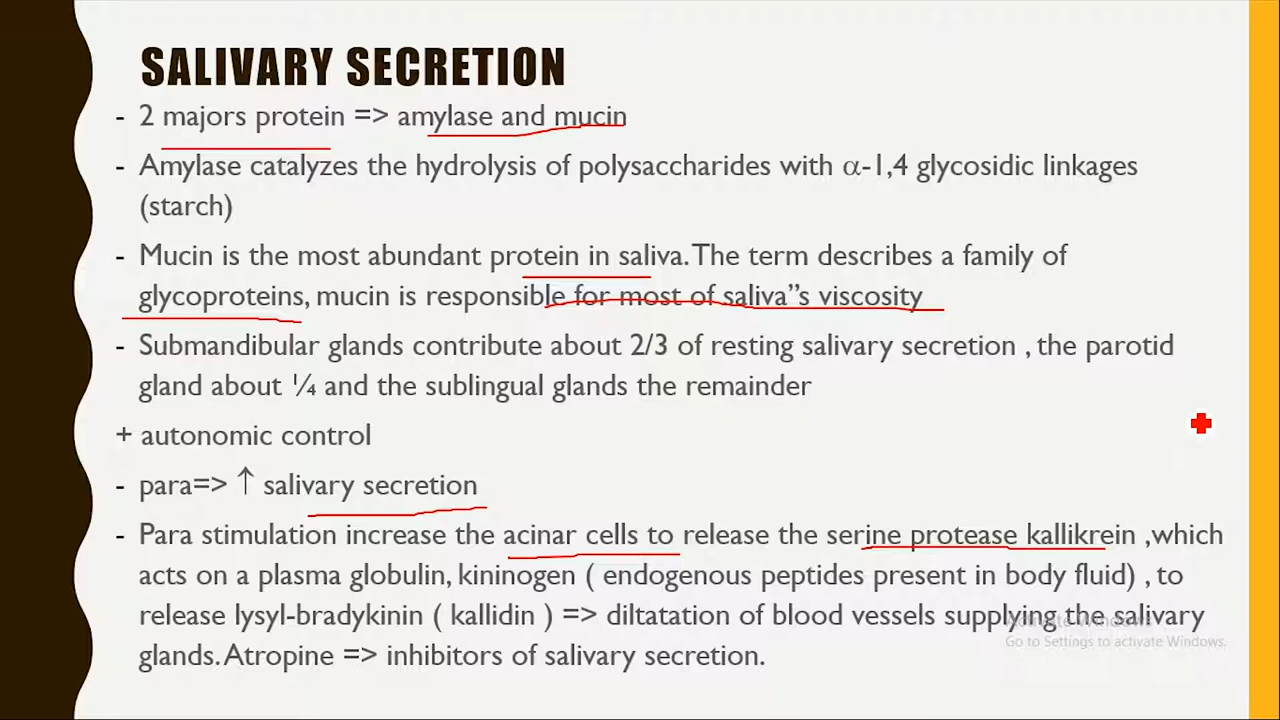 SALIVARY SECRETION
- 2 majors protein => amylase and mucin
- Amylase catalyzes the hydrolysis of polysaccharides with α-1,4 glycosidic linkages
(starch)
- Mucin is the most abundant protein in saliva. The term describes a family of
glycoproteins, mucin is responsible for most of saliva"s viscosity
- Submandibular glands contribute about 2/3 of resting salivary secretion , the parotid
gland about ¼ and the sublingual glands the remainder
+ autonomic control
- para=> ↑ salivary secretion
- Para stimulation increase the acinar cells to release the serine protease kallikrein ,which
acts on a plasma globulin, kininogen ( endogenous peptides present in body fluid) , to
release lysyl-bradykinin ( kallidin ) => diltatation of blood vessels supplying the salivary
glands. Atropine => inhibitors of salivary secretion.
Activate Windows
Go to Settings to activate Windows.